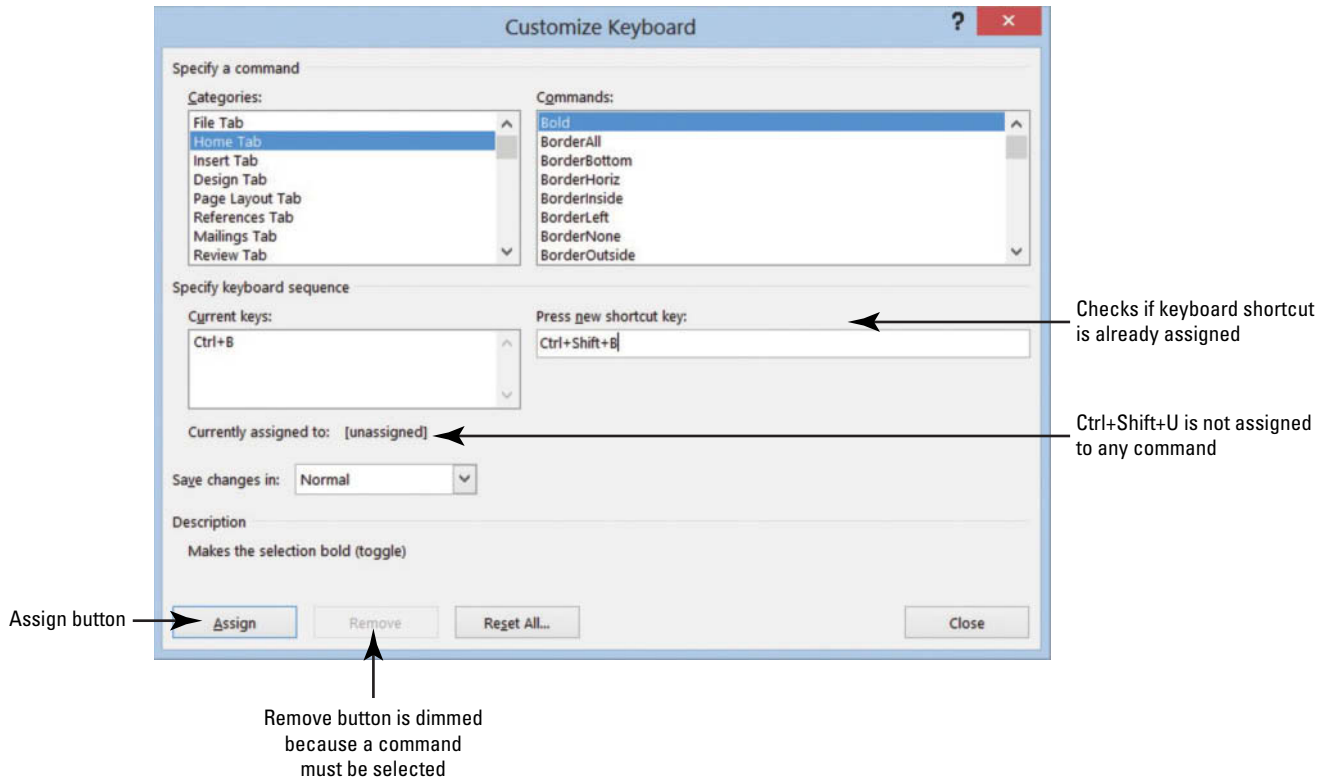 Customize Keyboard
?
×
Specify a command
Categories:
File Tab
Home Tab
Insert Tab
Design Tab
Page Layout Tab
References Tab
Mailings Tab
Review Tab
Commands:
Bold
BorderAll
BorderBottom
BorderHoriz
BorderInside
BorderLeft
BorderNone
BorderOutside
Specify keyboard sequence
Current keys:
Ctrl+B
Press new shortcut key:
Ctrl+Shift+B
Checks if keyboard shortcut
is already assigned
Currently assigned to: [unassigned]
Ctrl+Shift+U is not assigned
to any command
Save changes in: Normal
Description
Makes the selection bold (toggle)
Assign button
Assign
Remove
Reset All...
Close
Remove button is dimmed
because a command
must be selected